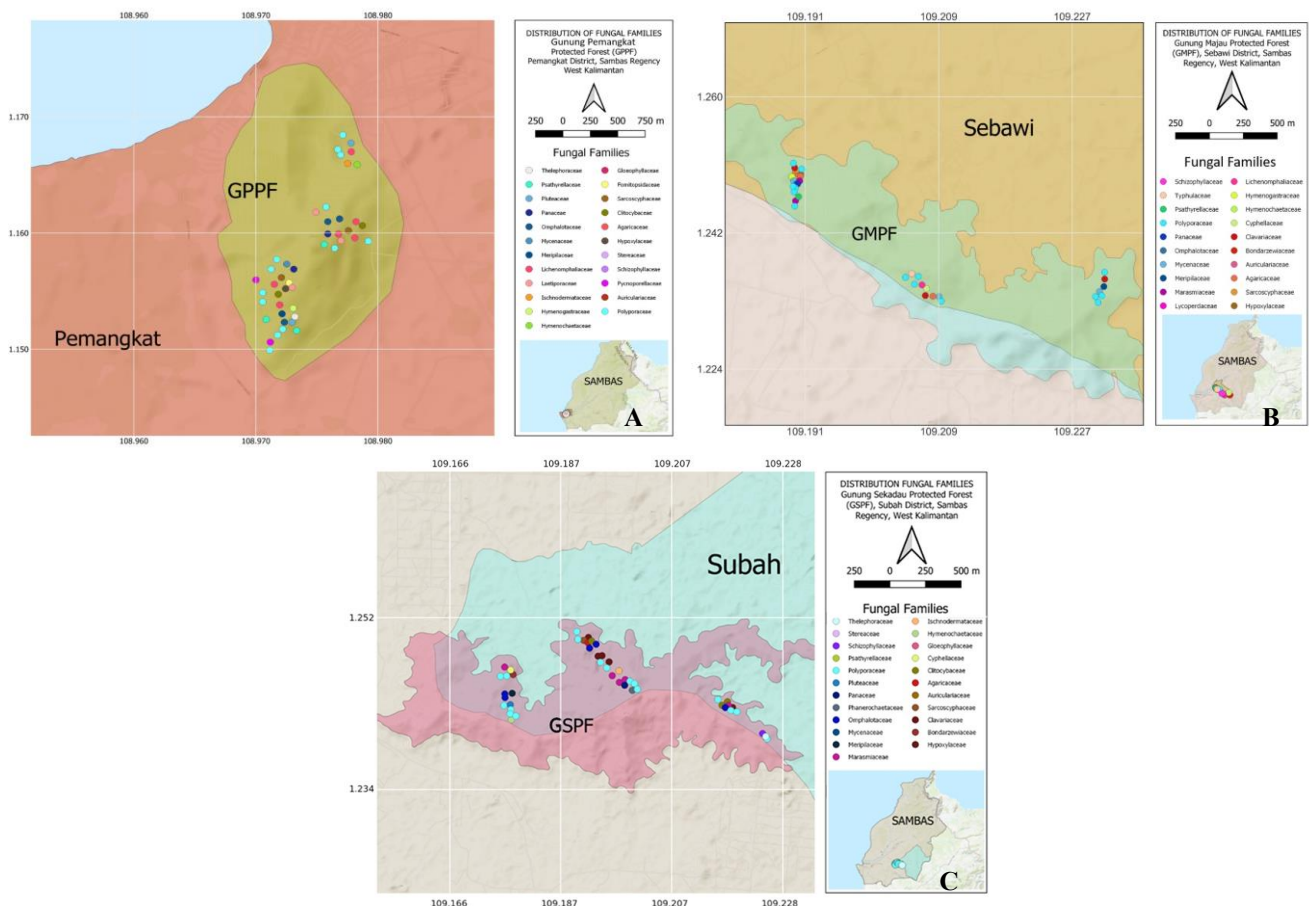 108.960 108.970 108.980
1.170
GPPF
1.160
Pemangkat
1.150
108.960 108.970 108.980
DISTRIBUTION OF FUNGAL FAMILIES
Gunung Pemangkat
Protected Forest (GPPF)
Pemangkat District, Sambas Regency
West Kalimantan
250 0 250 500 750 m
Fungal Families
Thelephoraceae Gloeophyllaceae
Psathyrellaceae Fomitopsidaceae
Pluteaceae Sarcoscyphaceae
Panaceae Clitocybaceae
Omphalotaceae Agaricaceae
Mycenaceae Hypoxylaceae
Meripilaceae Stereaceae
Lichenomphaliaceae Schizophyllaceae
Laetiporaceae Pycnoporellaceae
Ischnodermataceae Auriculariaceae
Hymenogastraceae Polyporaceae
Hymenochaetaceae
SAMBAS
A
109.191 109.209 109.227
1.260
Sebawi
1.242
GMPF
1.224
109.191 109.209 109.227
DISTRIBUTION OF FUNGAL FAMILIES
Gunung Majau Protected Forest
(GMPF), Sebawi District, Sambas
Regency, West Kalimantan
250 0 250 500 m
Fungal Families
Schizophyllaceae Lichenomphaliaceae
Typhulaceae Hymenogastraceae
Psathyrellaceae Hymenochaetaceae
Polyporaceae Cyphellaceae
Panaceae Clavariaceae
Omphalotaceae Bondarzewiaceae
Mycenaceae Auriculariaceae
Meripilaceae Agaricaceae
Marasmiaceae Sarcoscyphaceae
Lycoperdaceae Hypoxylaceae
SAMBAS
B
109.166 109.187 109.207 109.228
Subah
1.252
GSPF
1.234
109.166 109.187 109.207 109.228
DISTRIBUTION FUNGAL FAMILIES
Gunung Sekadau Protected Forest
(GSPF), Subah District, Sambas
Regency, West Kalimantan
250 0 250 500 m
Fungal Families
Thelephoraceae Ischnodermataceae
Stereaceae Hymenochaetaceae
Schizophyllaceae Gloeophyllaceae
Psathyrellaceae Cyphellaceae
Polyporaceae Clitocybaceae
Pluteaceae Agaricaceae
Panaceae Auriculariaceae
Phanerochaetaceae Sarcoscyphaceae
Omphalotaceae Clavariaceae
Mycenaceae Bondarzewiaceae
Meripilaceae Hypoxylaceae
Marasmiaceae
SAMBAS
C